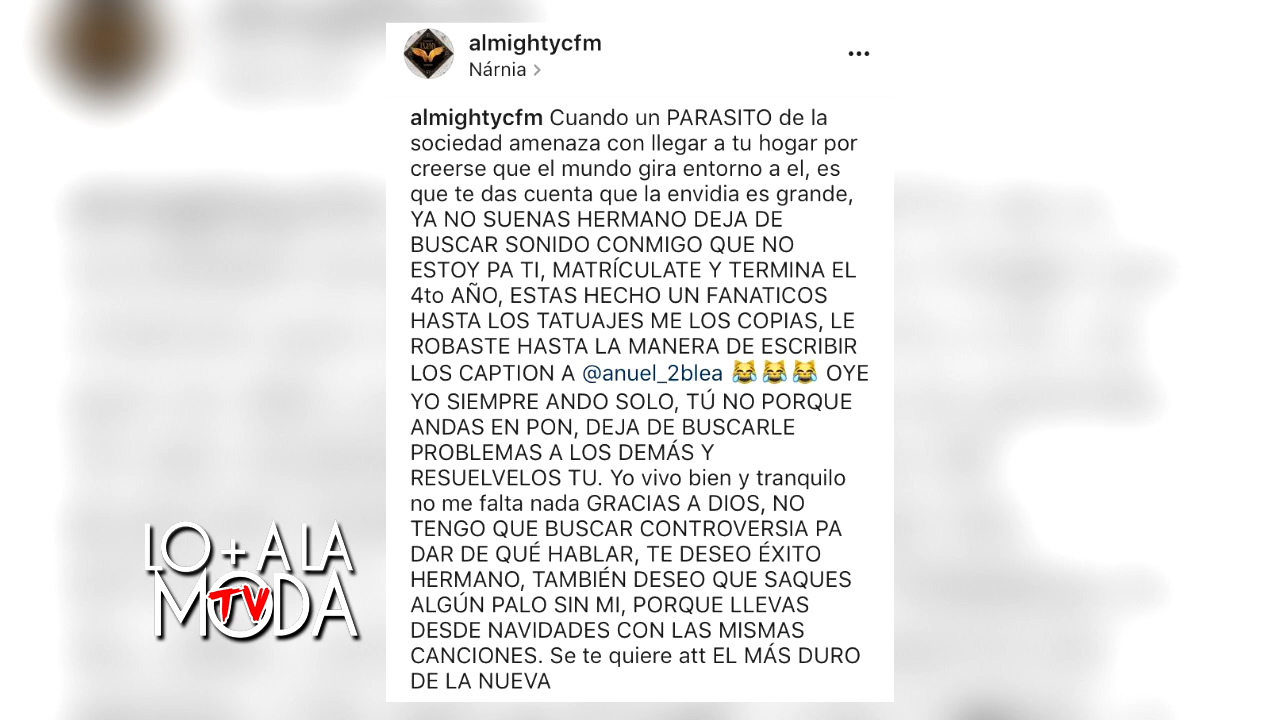 almightycfm
Nárnia >
almightycfm Cuando un PARASITO de la
sociedad amenaza con llegar a tu hogar por
creerse que el mundo gira entorno a el, es
que te das cuenta que la envidia es grande,
YA NO SUENAS HERMANO DEJA DE
BUSCAR SONIDO CONMIGO QUE NO
ESTOY PA TI, MATRÍCULATE Y TERMINA EL
4to AÑO, ESTAS HECHO UN FANATICOS
HASTA LOS TATUAJES ME LOS COPIAS, LE
ROBASTE HASTA LA MANERA DE ESCRIBIR
LOS CAPTION A @anuel_2blea 😹😹😹 OYE
YO SIEMPRE ANDO SOLO, TÚ NO PORQUE
ANDAS EN PON, DEJA DE BUSCARLE
PROBLEMAS A LOS DEMÁS Y
RESUELVELOS TU. Yo vivo bien y tranquilo
no me falta nada GRACIAS A DIOS, NO
TENGO QUE BUSCAR CONTROVERSIA PA
DAR DE QUÉ HABLAR, TE DESEO ÉXITO
HERMANO, TAMBIÉN DESEO QUE SAQUES
ALGÚN PALO SIN MI, PORQUE LLEVAS
DESDE NAVIDADES CON LAS MISMAS
CANCIONES. Se te quiere att EL MÁS DURO
DE LA NUEVA
LO + A LA
MODA
TV